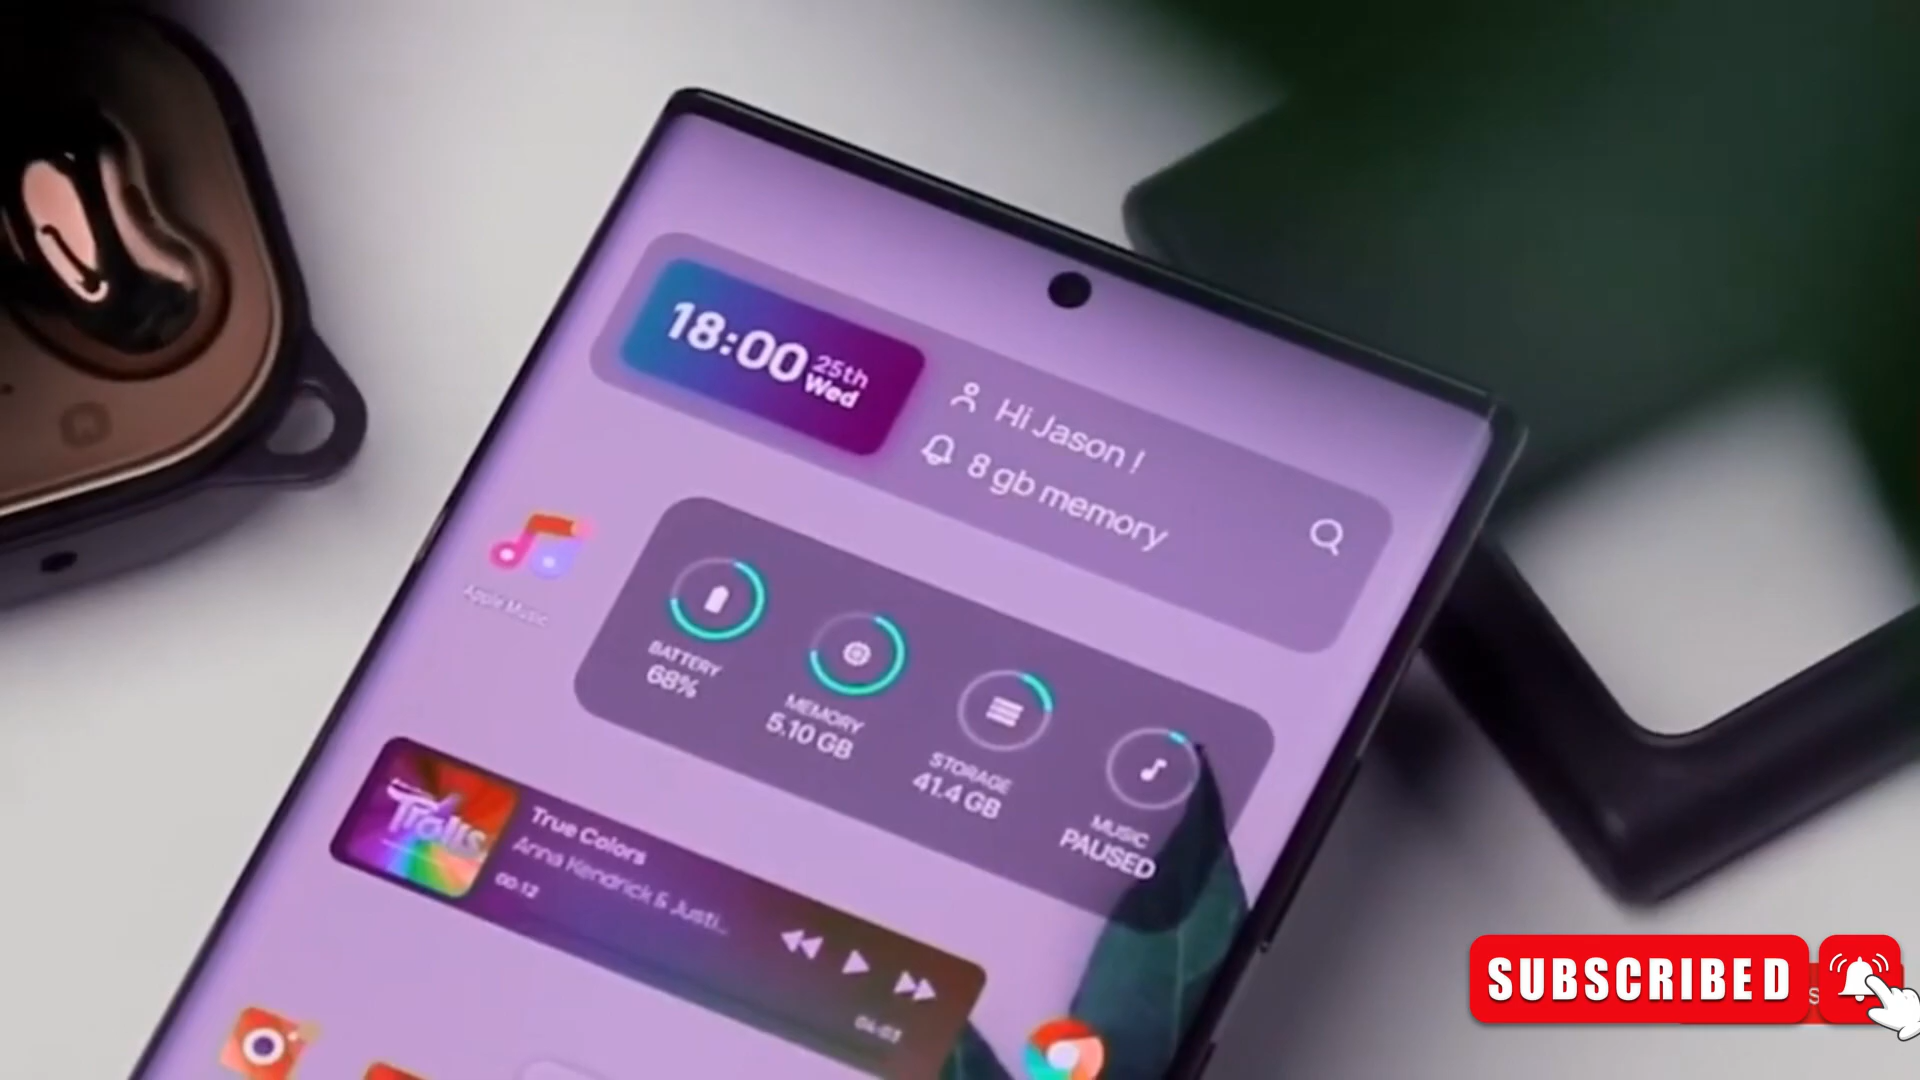 18:00
25th
Wed
Hi Jason !
8 gb memory
Apple Music
BATTERY
68%
MEMORY
5.10 GB
STORAGE
41.4 GB
MUSIC
PAUSED
Trolls
True Colors
Anna Kendrick & Justi...
00:12
04:03
SUBSCRIBED
S